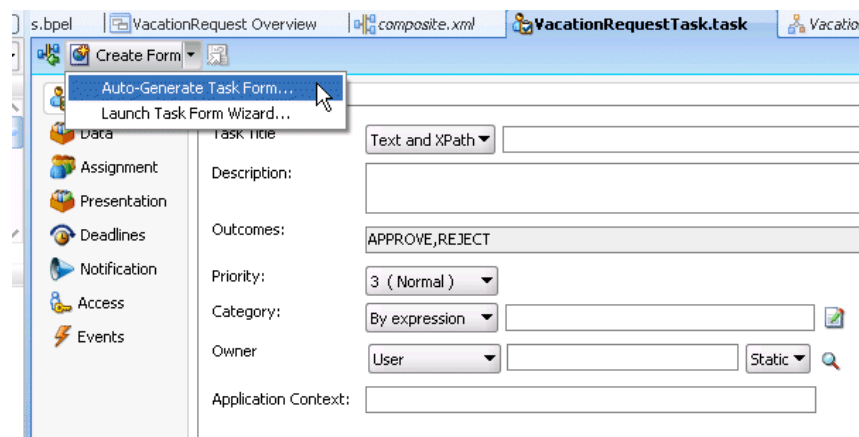 s.bpel VacationRequest Overview composite.xml VacationRequestTask.task Vacatio
Create Form
Auto-Generate Task Form...
Launch Task Form Wizard...
Data Task Title Text and XPath
Assignment Description:
Presentation
Deadlines Outcomes: APPROVE,REJECT
Notification Priority: 3 ( Normal )
Access Category: By expression
Events Owner User Static
Application Context: